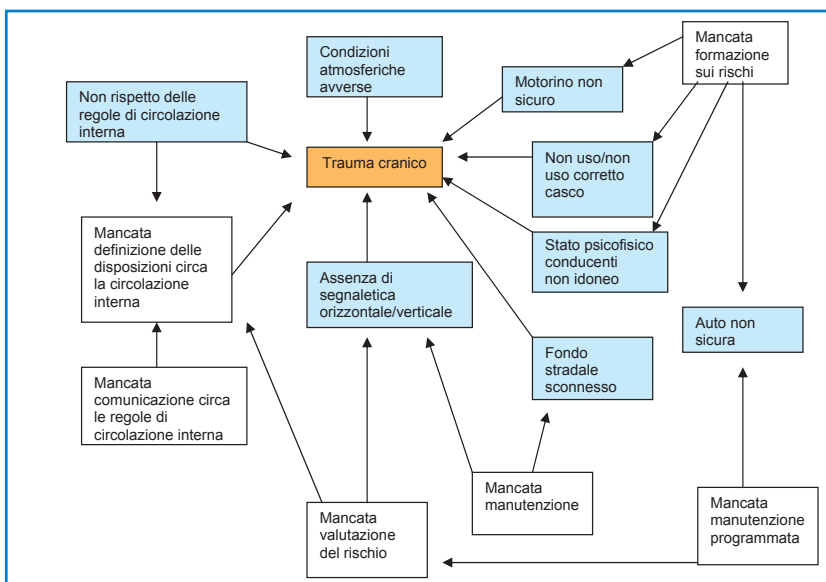 Condizioni
atmosferiche
avverse
Mancata
formazione
sui rischi
Motorino non
sicuro
Non rispetto delle
regole di circolazione
interna
Trauma cranico
Non uso/non
uso corretto
casco
Mancata
definizione delle
disposizioni circa
la circolazione
interna
Stato psicofisico
conducenti
non idoneo
Assenza di
segnaletica
orizzontale/verticale
Auto non
sicura
Fondo
stradale
sconnesso
Mancata
comunicazione circa
le regole di
circolazione interna
Mancata
manutenzione
Mancata
valutazione
del rischio
Mancata
manutenzione
programmata